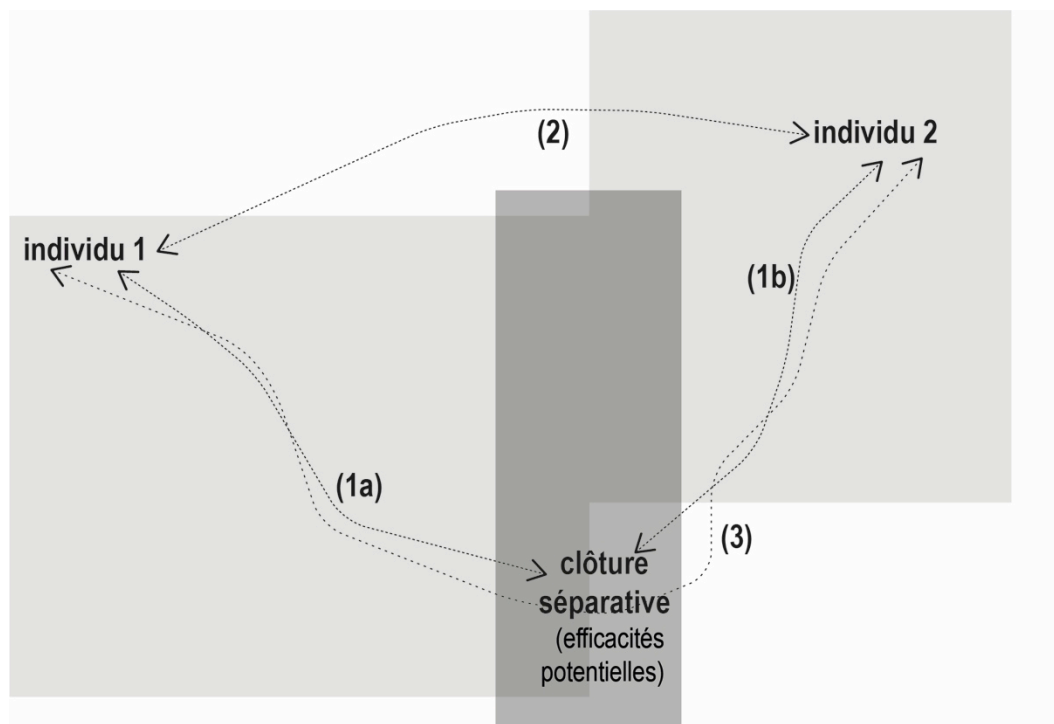 (2)
individu 2
individu 1
(1b)
(1a)
(3)
clôture
séparative
(efficacités
potentielles)